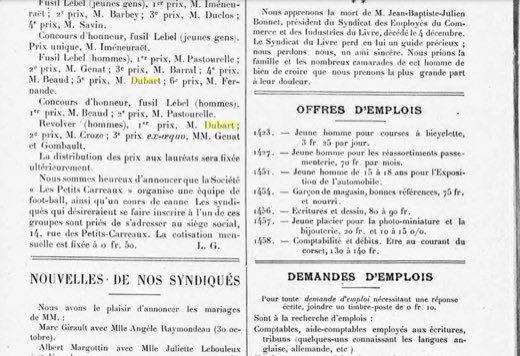 Fusil Lebel (jeunes gens), 1er prix, M. Iméneu-
raët; 2e prix, M. Barbey; 3e prix, M. Duclos;
4e prix, M. Savin.
Concours d'honneur, fusil Lebel (jeunes gens).
Prix unique, M. Iméneuraët.
Fusil Lebel (hommes), 1er prix, M. Pastourelle;
2e prix, M. Genat; 3e prix, M. Barral; 4e prix,
M. Beaud; 5e prix, M. Dubart; 6e prix, M. Fer-
nande.
Concours d'honneur, fusil Lebel (hommes),
1er prix, M. Beaud; 2e prix, M. Pastourelle.
Revolver (hommes), 1er prix, M. Dubart;
2e prix, M. Croze; 3e prix ex-æquo, MM. Genat
et Gombault.
La distribution des prix aux lauréats sera fixée
ultérieurement.
Nous sommes heureux d'annoncer que la Société
« Les Petits Carreaux » organise une équipe de
foot-ball, ainsi qu'un cours de canne. Les syndi-
qués qui désireraient se faire inscrire à l'un de ces
groupes sont priés de s'adresser au siège social,
14, rue des Petits-Carreaux. La cotisation men-
suelle est fixée à 0 fr. 50. L. G.
NOUVELLES DE NOS SYNDIQUÉS
Nous avons le plaisir d'annoncer les mariages
de MM. :
Marc Girault avec Mlle Angèle Raymondeau (30 oc-
tobre).
Albert Margottin avec Mlle Juliette Lebouleux
Nous apprenons la mort de M. Jean-Baptiste-Julien
Bonnet, président du Syndicat des Employés du Com-
merce et des Industries du Livre, décédé le 4 décembre.
Le Syndicat du Livre perd en lui un guide précieux;
nous perdons, nous, un ami sincère. Nous prions la
famille et les nombreux camarades de cet homme de
bien de croire que nous prenons la plus grande part
à leur douleur.
OFFRES D'EMPLOIS
1423. — Jeune homme pour courses à bicyclette,
3 fr. 25 par jour.
1427. — Jeune homme pour les réassortiments passe-
menterie, 70 fr. par mois.
1451. — Jeune homme de 15 à 18 ans pour l'Exposi-
tion de l'automobile.
1454. — Garçon de magasin, bonnes références, 75 fr.
et nourri.
1456. — Ecritures et dessin, 80 à 90 fr.
1457. — Jeune placier pour la photo-miniature et la
bijouterie, 20 fr. et 10 à 15 0/0.
1458. — Comptabilité et débits. Etre au courant du
corset, 130 à 140 fr.
DEMANDES D'EMPLOIS
Pour toute demande d'emploi nécessitant une réponse
écrite, joindre un timbre-poste de 0 fr. 10.
Sont à la recherche d'emploi :
Comptables, aide-comptables employés aux écritures,
tribuns (quelques-uns connaissant les langues an-
glaise, allemande, etc.)